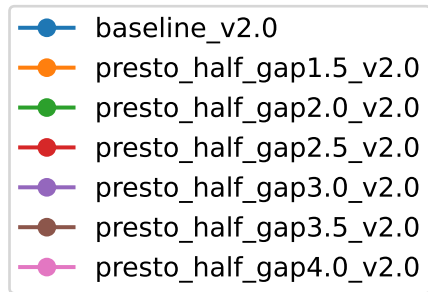 baseline_v2.0
presto_half_gap1.5_v2.0
presto_half_gap2.0_v2.0
presto_half_gap2.5_v2.0
presto_half_gap3.0_v2.0
presto_half_gap3.5_v2.0
presto_half_gap4.0_v2.0